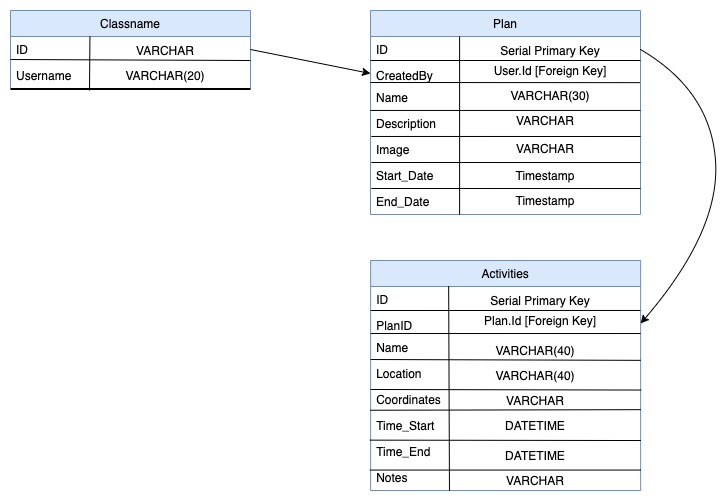 Classname
ID VARCHAR
Username VARCHAR(20)
Plan
ID Serial Primary Key
CreatedBy User.Id [Foreign Key]
Name VARCHAR(30)
Description VARCHAR
Image VARCHAR
Start_Date Timestamp
End_Date Timestamp
Activities
ID Serial Primary Key
PlanID Plan.Id [Foreign Key]
Name VARCHAR(40)
Location VARCHAR(40)
Coordinates VARCHAR
Time_Start DATETIME
Time_End DATETIME
Notes VARCHAR